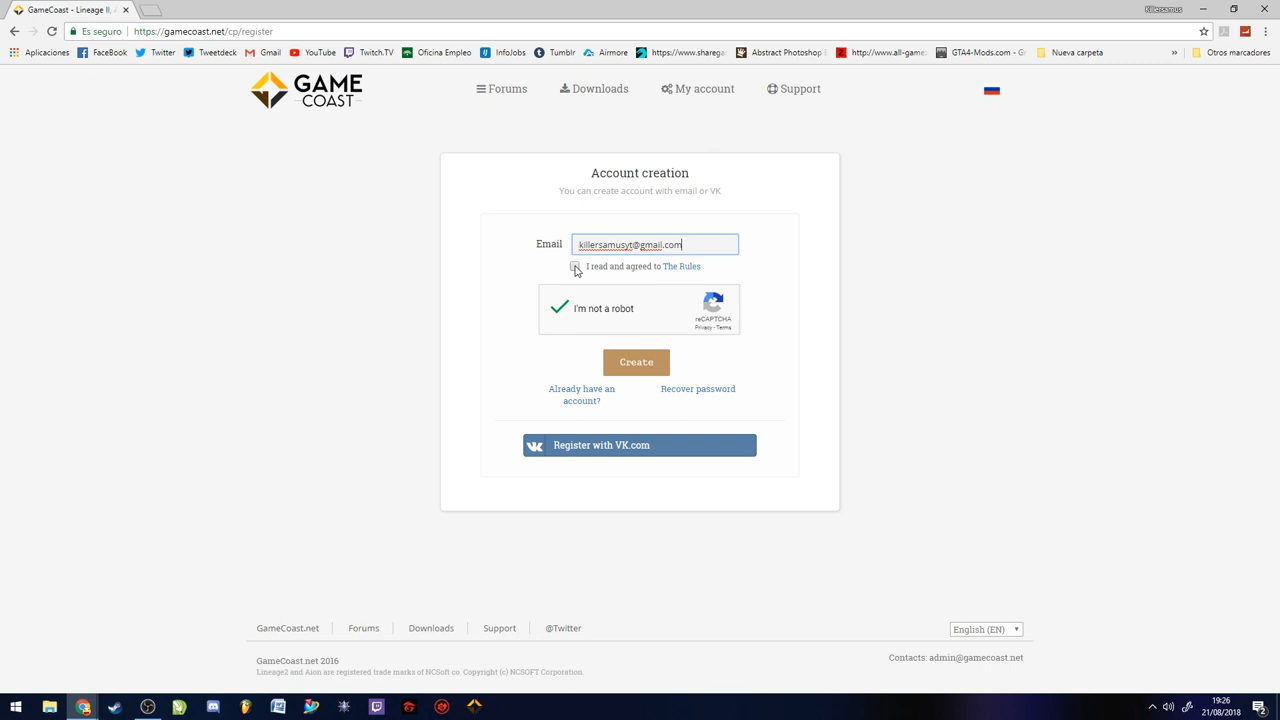 GameCoast - Lineage II, A
Killersamus
Es seguro https://gamecoast.net/cp/register
Aplicaciones FaceBook Twitter Tweetdeck Gmail YouTube Twitch.TV Oficina Empleo InfoJobs Tumblr Airmore https://www.sharega Abstract Photoshop http://www.all-game GTA4-Mods.com - Gr Nueva carpeta » Otros marcadores
GAME
COAST
Forums Downloads My account Support
Account creation
You can create account with email or VK
Email killersamusyt@gmail.com
I read and agreed to The Rules
I'm not a robot
reCAPTCHA
Privacy - Terms
Create
Already have an
account?
Recover password
Register with VK.com
GameCoast.net Forums Downloads Support @Twitter
English (EN)
GameCoast.net 2016
Contacts: admin@gamecoast.net
Lineage2 and Aion are registered trade marks of NCSoft co. Copyright (c) NCSOFT Corporation.
19:26
21/08/2018
2